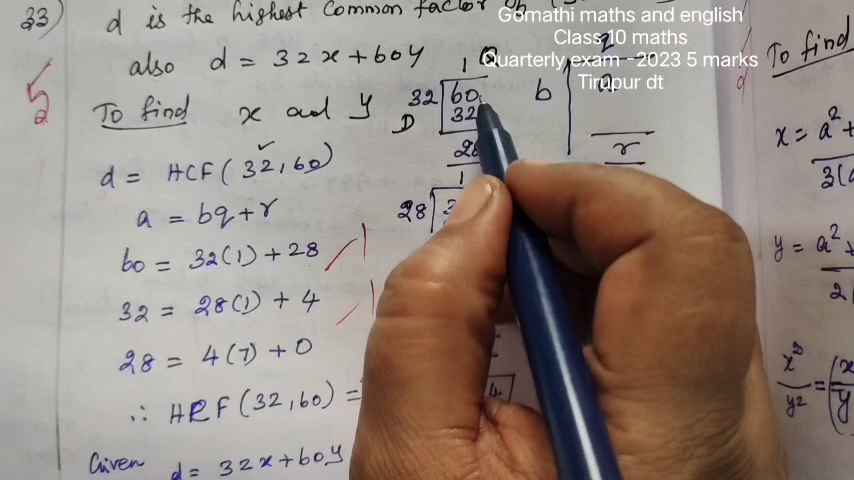 Gomathi maths and english
Class 10 maths
Quarterly exam -2023 5 marks
Tirupur dt
33) d is the highest Common factor of
also d = 32x + 60y
To find x and y
1 Q
32 60
D 32
1
28
b
r
d = HCF(32,60)
a = bq + r
60 = 32(1) + 28
32 = 28(1) + 4
28 = 4(7) + 0
∴ HCF(32,60) =
Given d = 32x + 60y
To find
x = a²+
3(
y = a²
2
x²
y² =
x
y